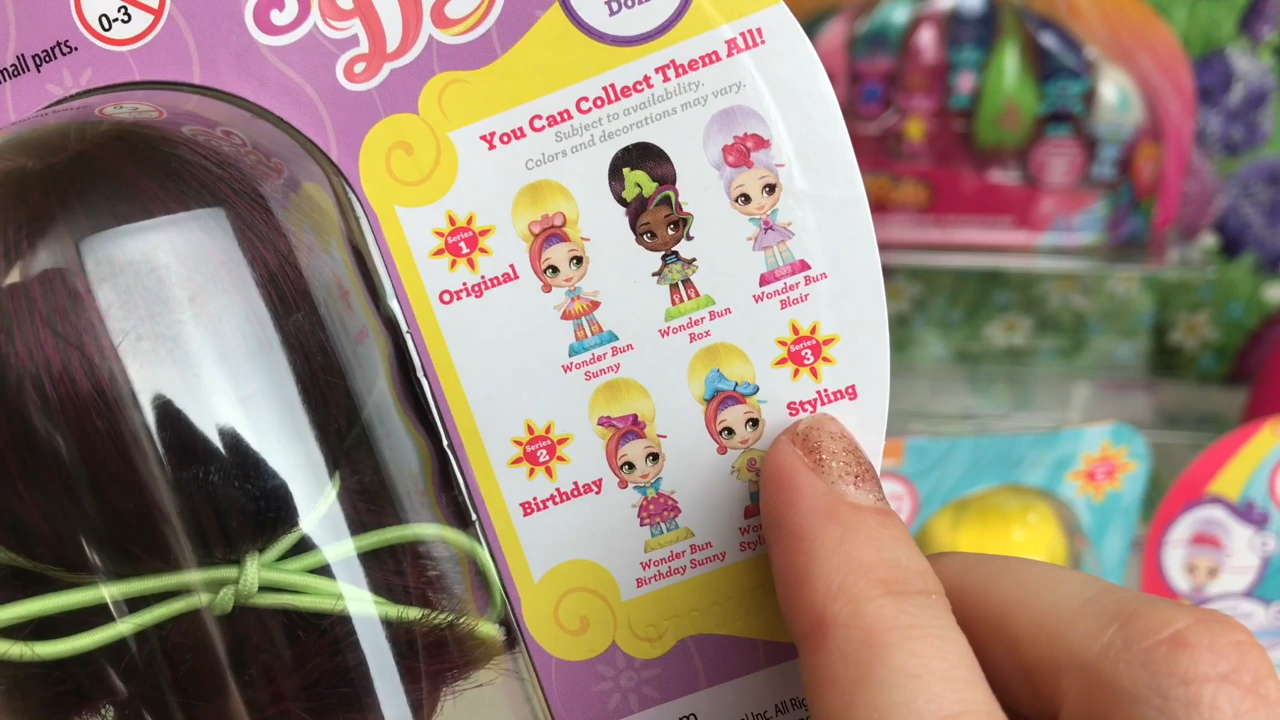 0-3
mall parts.
You Can Collect Them All!
Subject to availability.
Colors and decorations may vary.
Series
1
Original
Wonder Bun
Sunny
Wonder Bun
Rox
Wonder Bun
Blair
Series
2
Birthday
Wonder Bun
Birthday Sunny
Series
3
Styling